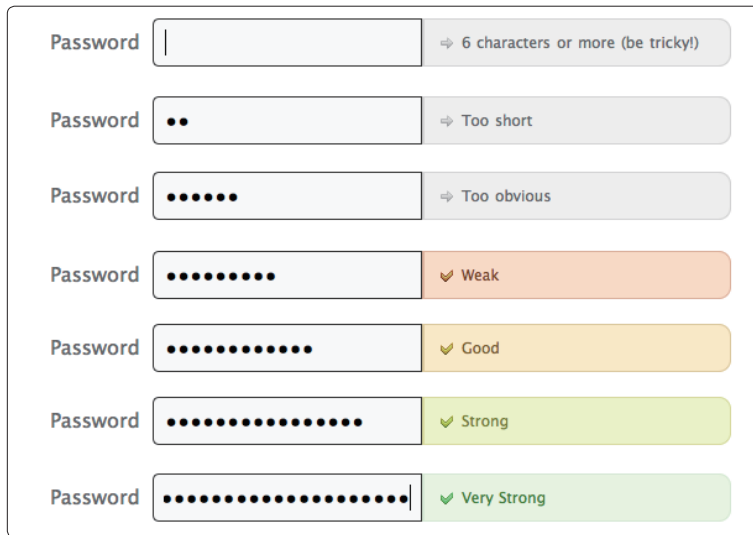 Password 6 characters or more (be tricky!)
Password •• Too short
Password •••••• Too obvious
Password ••••••••• Weak
Password •••••••••••• Good
Password •••••••••••••••• Strong
Password •••••••••••••••••••• Very Strong